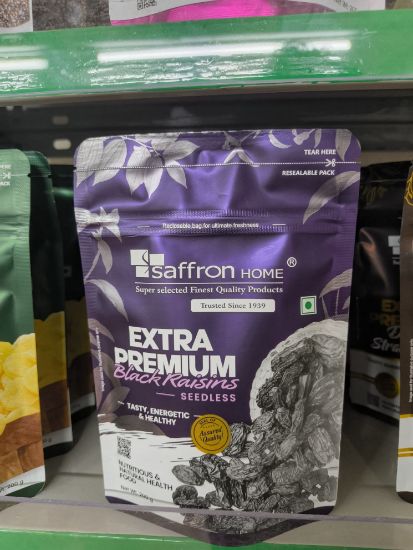 TEAR HERE
RESEALABLE PACK
Reclosable bag for ultimate freshness
saffron HOME ®
Super selected Finest Quality Products
Trusted Since 1939
EXTRA
PREMIUM
Black Raisins
SEEDLESS
TASTY, ENERGETIC
& HEALTHY
Assured
Quality!
NUTRITIOUS &
NATURAL HEALTH
FOOD